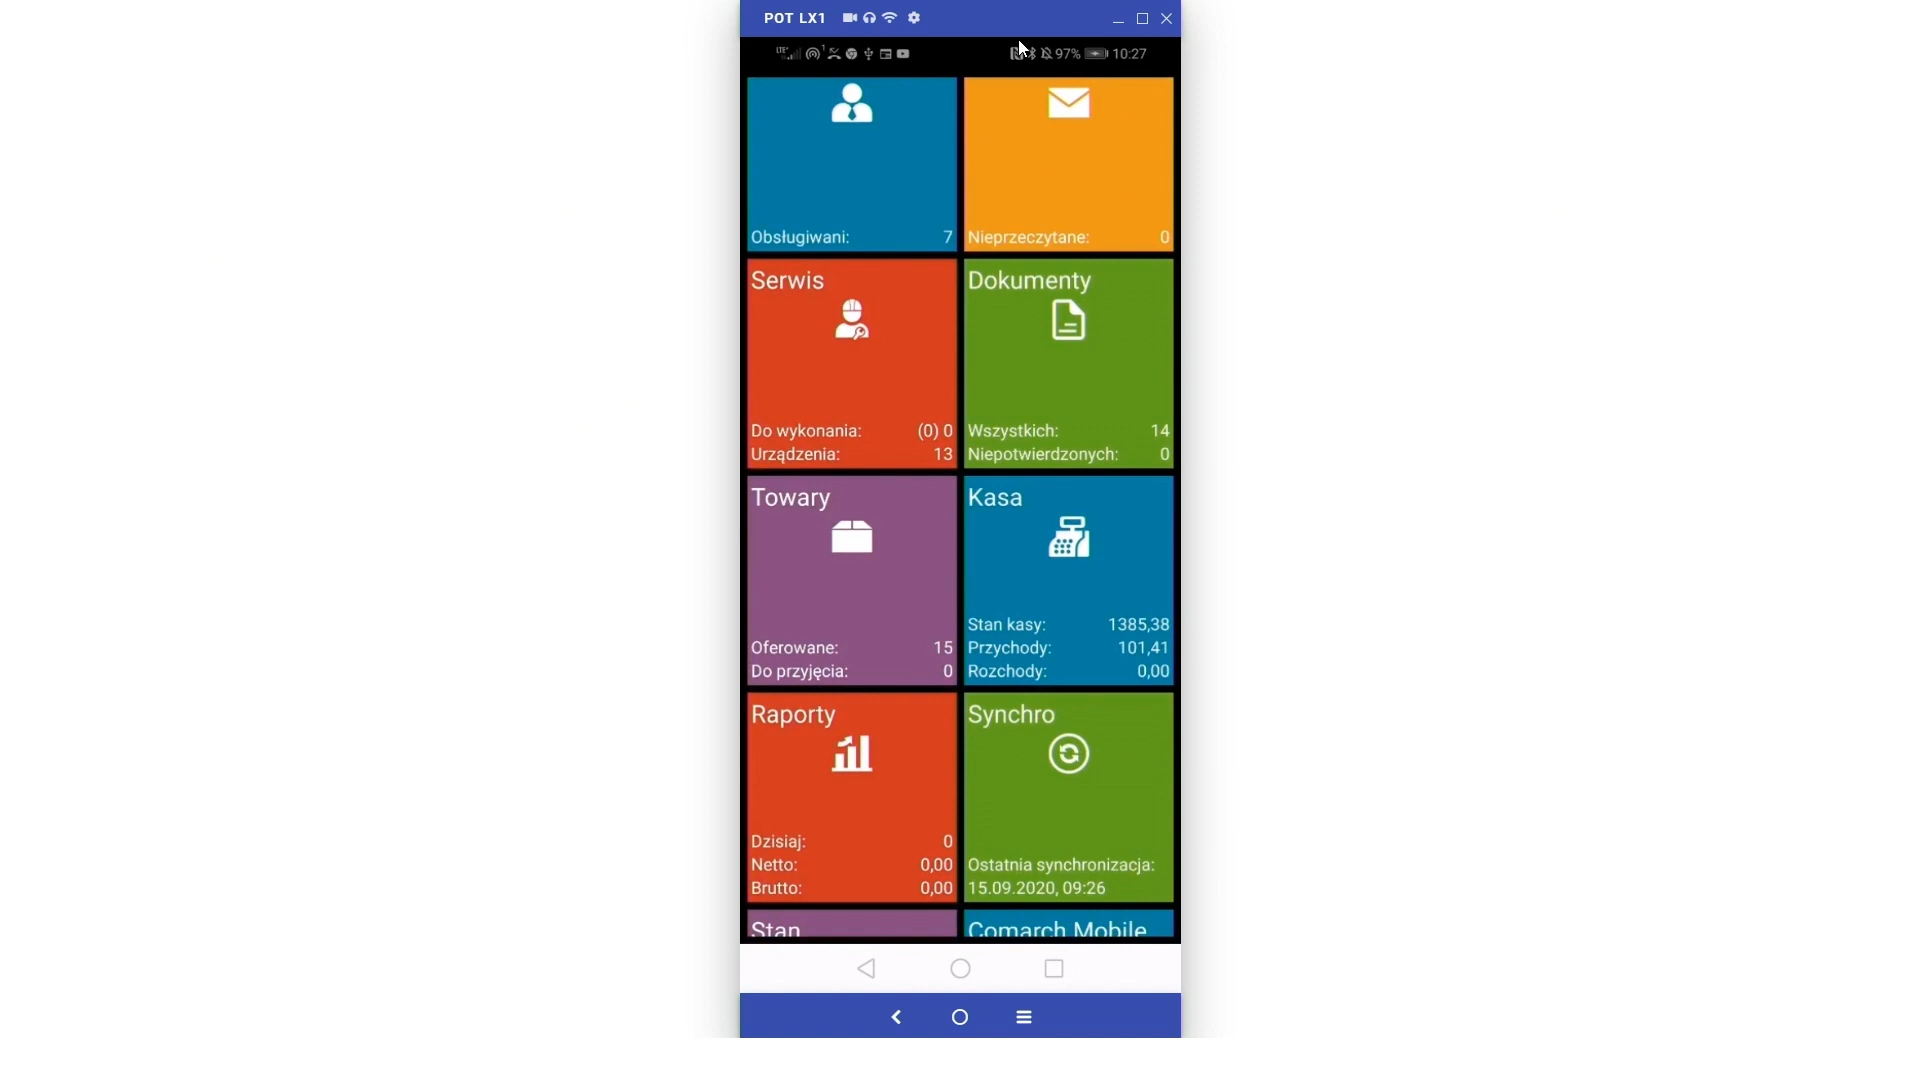 POT LX1
LTE+ 1 97% 10:27
Obsługiwani: 7
Nieprzeczytane: 0
Serwis
Do wykonania: (0) 0
Urządzenia: 13
Dokumenty
Wszystkich: 14
Niepotwierdzonych: 0
Towary
Oferowane: 15
Do przyjęcia: 0
Kasa
Stan kasy: 1385,38
Przychody: 101,41
Rozchody: 0,00
Raporty
Dzisiaj: 0
Netto: 0,00
Brutto: 0,00
Synchro
Ostatnia synchronizacja:
15.09.2020, 09:26
Stan
Comarch Mobile